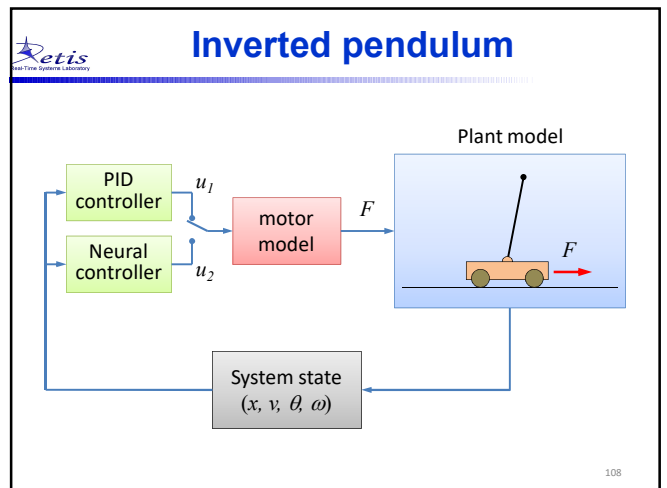 Retis
Real-Time Systems Laboratory
Inverted pendulum
Plant model
PID
controller
u1
Neural
controller
u2
motor
model
F
F
System state
(x, v, θ, ω)
108